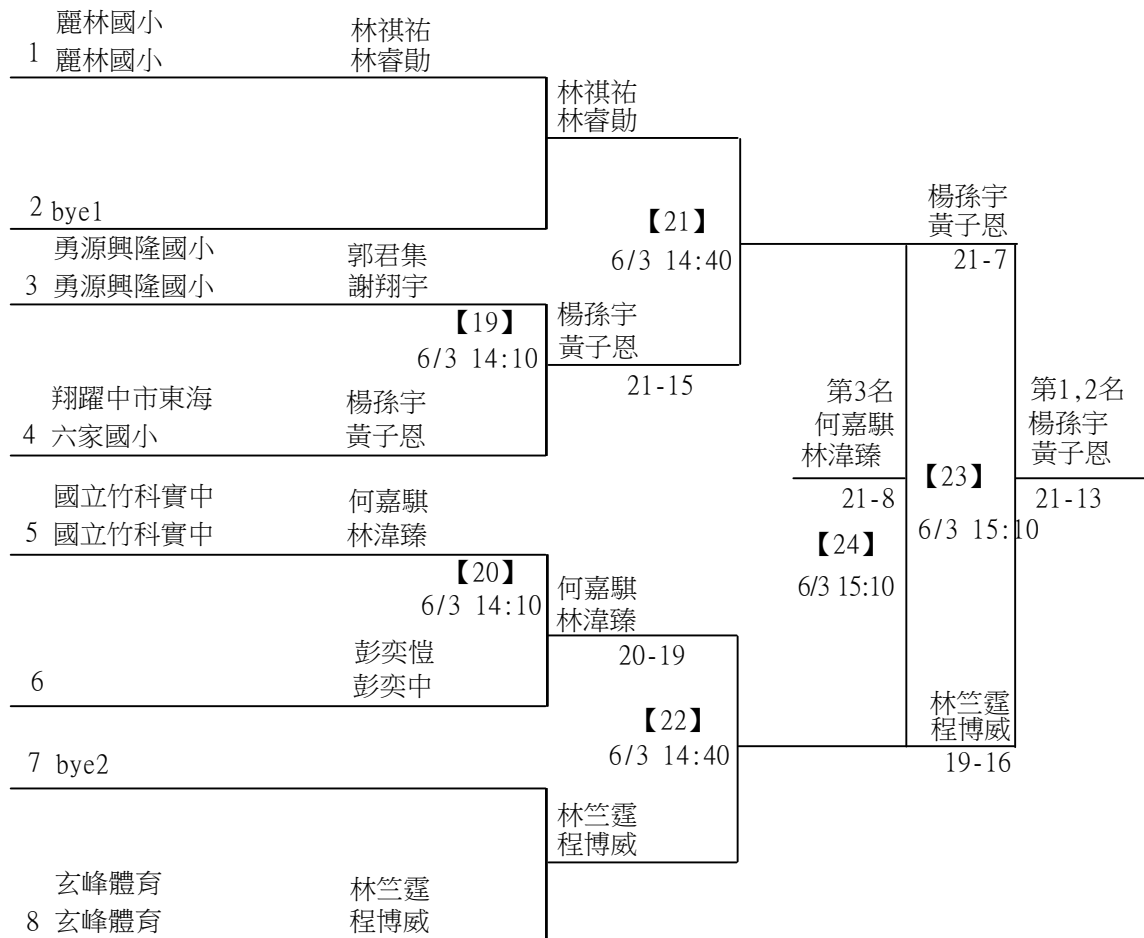 麗林國小 林祺祐
1 麗林國小 林睿勛
林祺祐
林睿勛
2 bye1
【21】
6/3 14:40
楊孫宇
黃子恩
21-7
勇源興隆國小 郭君集
3 勇源興隆國小 謝翔宇
【19】
6/3 14:10
楊孫宇
黃子恩
21-15
翔躍中市東海 楊孫宇
4 六家國小 黃子恩
第3名
何嘉騏
林湋臻
21-8
【24】
6/3 15:10
【23】
6/3 15:10
第1,2名
楊孫宇
黃子恩
21-13
國立竹科實中 何嘉騏
5 國立竹科實中 林湋臻
【20】
6/3 14:10
何嘉騏
林湋臻
20-19
彭奕愷
6 彭奕中
【22】
6/3 14:40
林竺霆
程博威
19-16
7 bye2
林竺霆
程博威
玄峰體育 林竺霆
8 玄峰體育 程博威